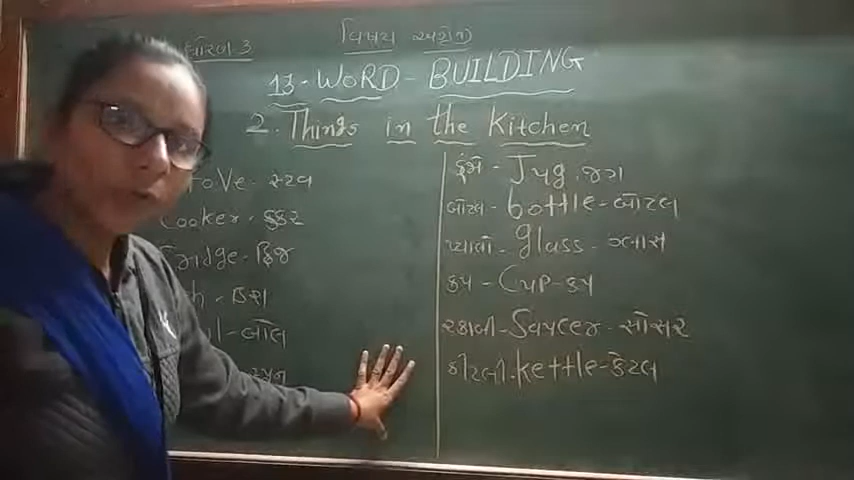 ધોરણ-3
વિષય અંગ્રેજી
13 - WORD - BUILDING
2. Things in the Kitchen
toVe - સ્ટવ
Cooker - કુકર
Fridge - ફ્રિજ
h - ડિશ
l - બૉલ
જગ - Jug - જગ
બોટલ - bottle - બૉટલ
પ્યાલો - glass - ગ્લાસ
કપ - Cup - કપ
રકાબી - Saucer - સૉસર
કીટલી - kettle - કેટલ